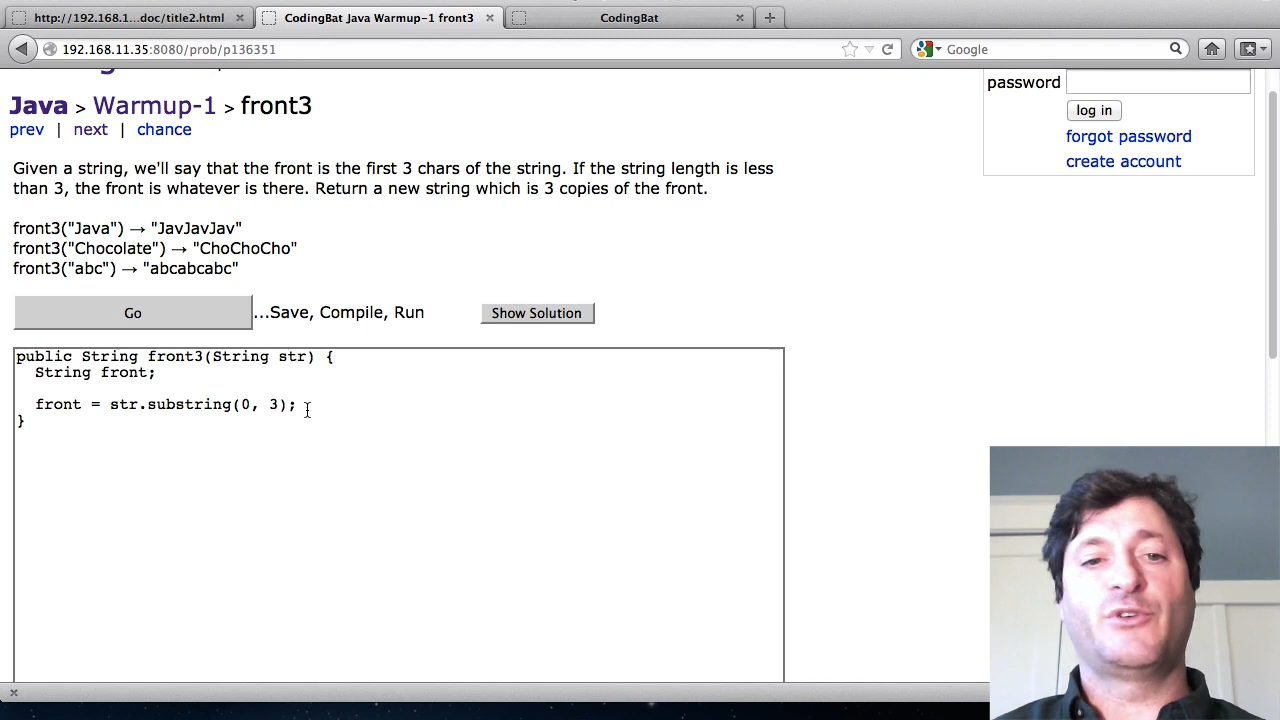 http://192.168.1...doc/title2.html
CodingBat Java Warmup-1 front3
CodingBat
192.168.11.35:8080/prob/p136351
Google
Java > Warmup-1 > front3
prev | next | chance
password
log in
forgot password
create account
Given a string, we'll say that the front is the first 3 chars of the string. If the string length is less
than 3, the front is whatever is there. Return a new string which is 3 copies of the front.
front3("Java") → "JavJavJav"
front3("Chocolate") → "ChoChoCho"
front3("abc") → "abcabcabc"
Go
...Save, Compile, Run
Show Solution
public String front3(String str) {
String front;
front = str.substring(0, 3);
}